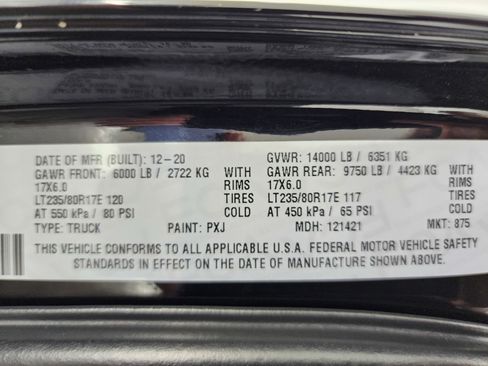 DATE OF MFR (BUILT): 12-20 GVWR: 14000 LB / 6351 KG
GAWR FRONT: 6000 LB / 2722 KG WITH GAWR REAR: 9750 LB / 4423 KG WITH
17X6.0 RIMS 17X6.0 RIMS
LT235/80R17E 120 TIRES LT235/80R17E 117 TIRES
AT 550 kPa / 80 PSI COLD AT 450 kPa / 65 PSI COLD
TYPE: TRUCK PAINT: PXJ MDH: 121421 MKT: 875
THIS VEHICLE CONFORMS TO ALL APPLICABLE U.S.A. FEDERAL MOTOR VEHICLE SAFETY
STANDARDS IN EFFECT ON THE DATE OF MANUFACTURE SHOWN ABOVE.